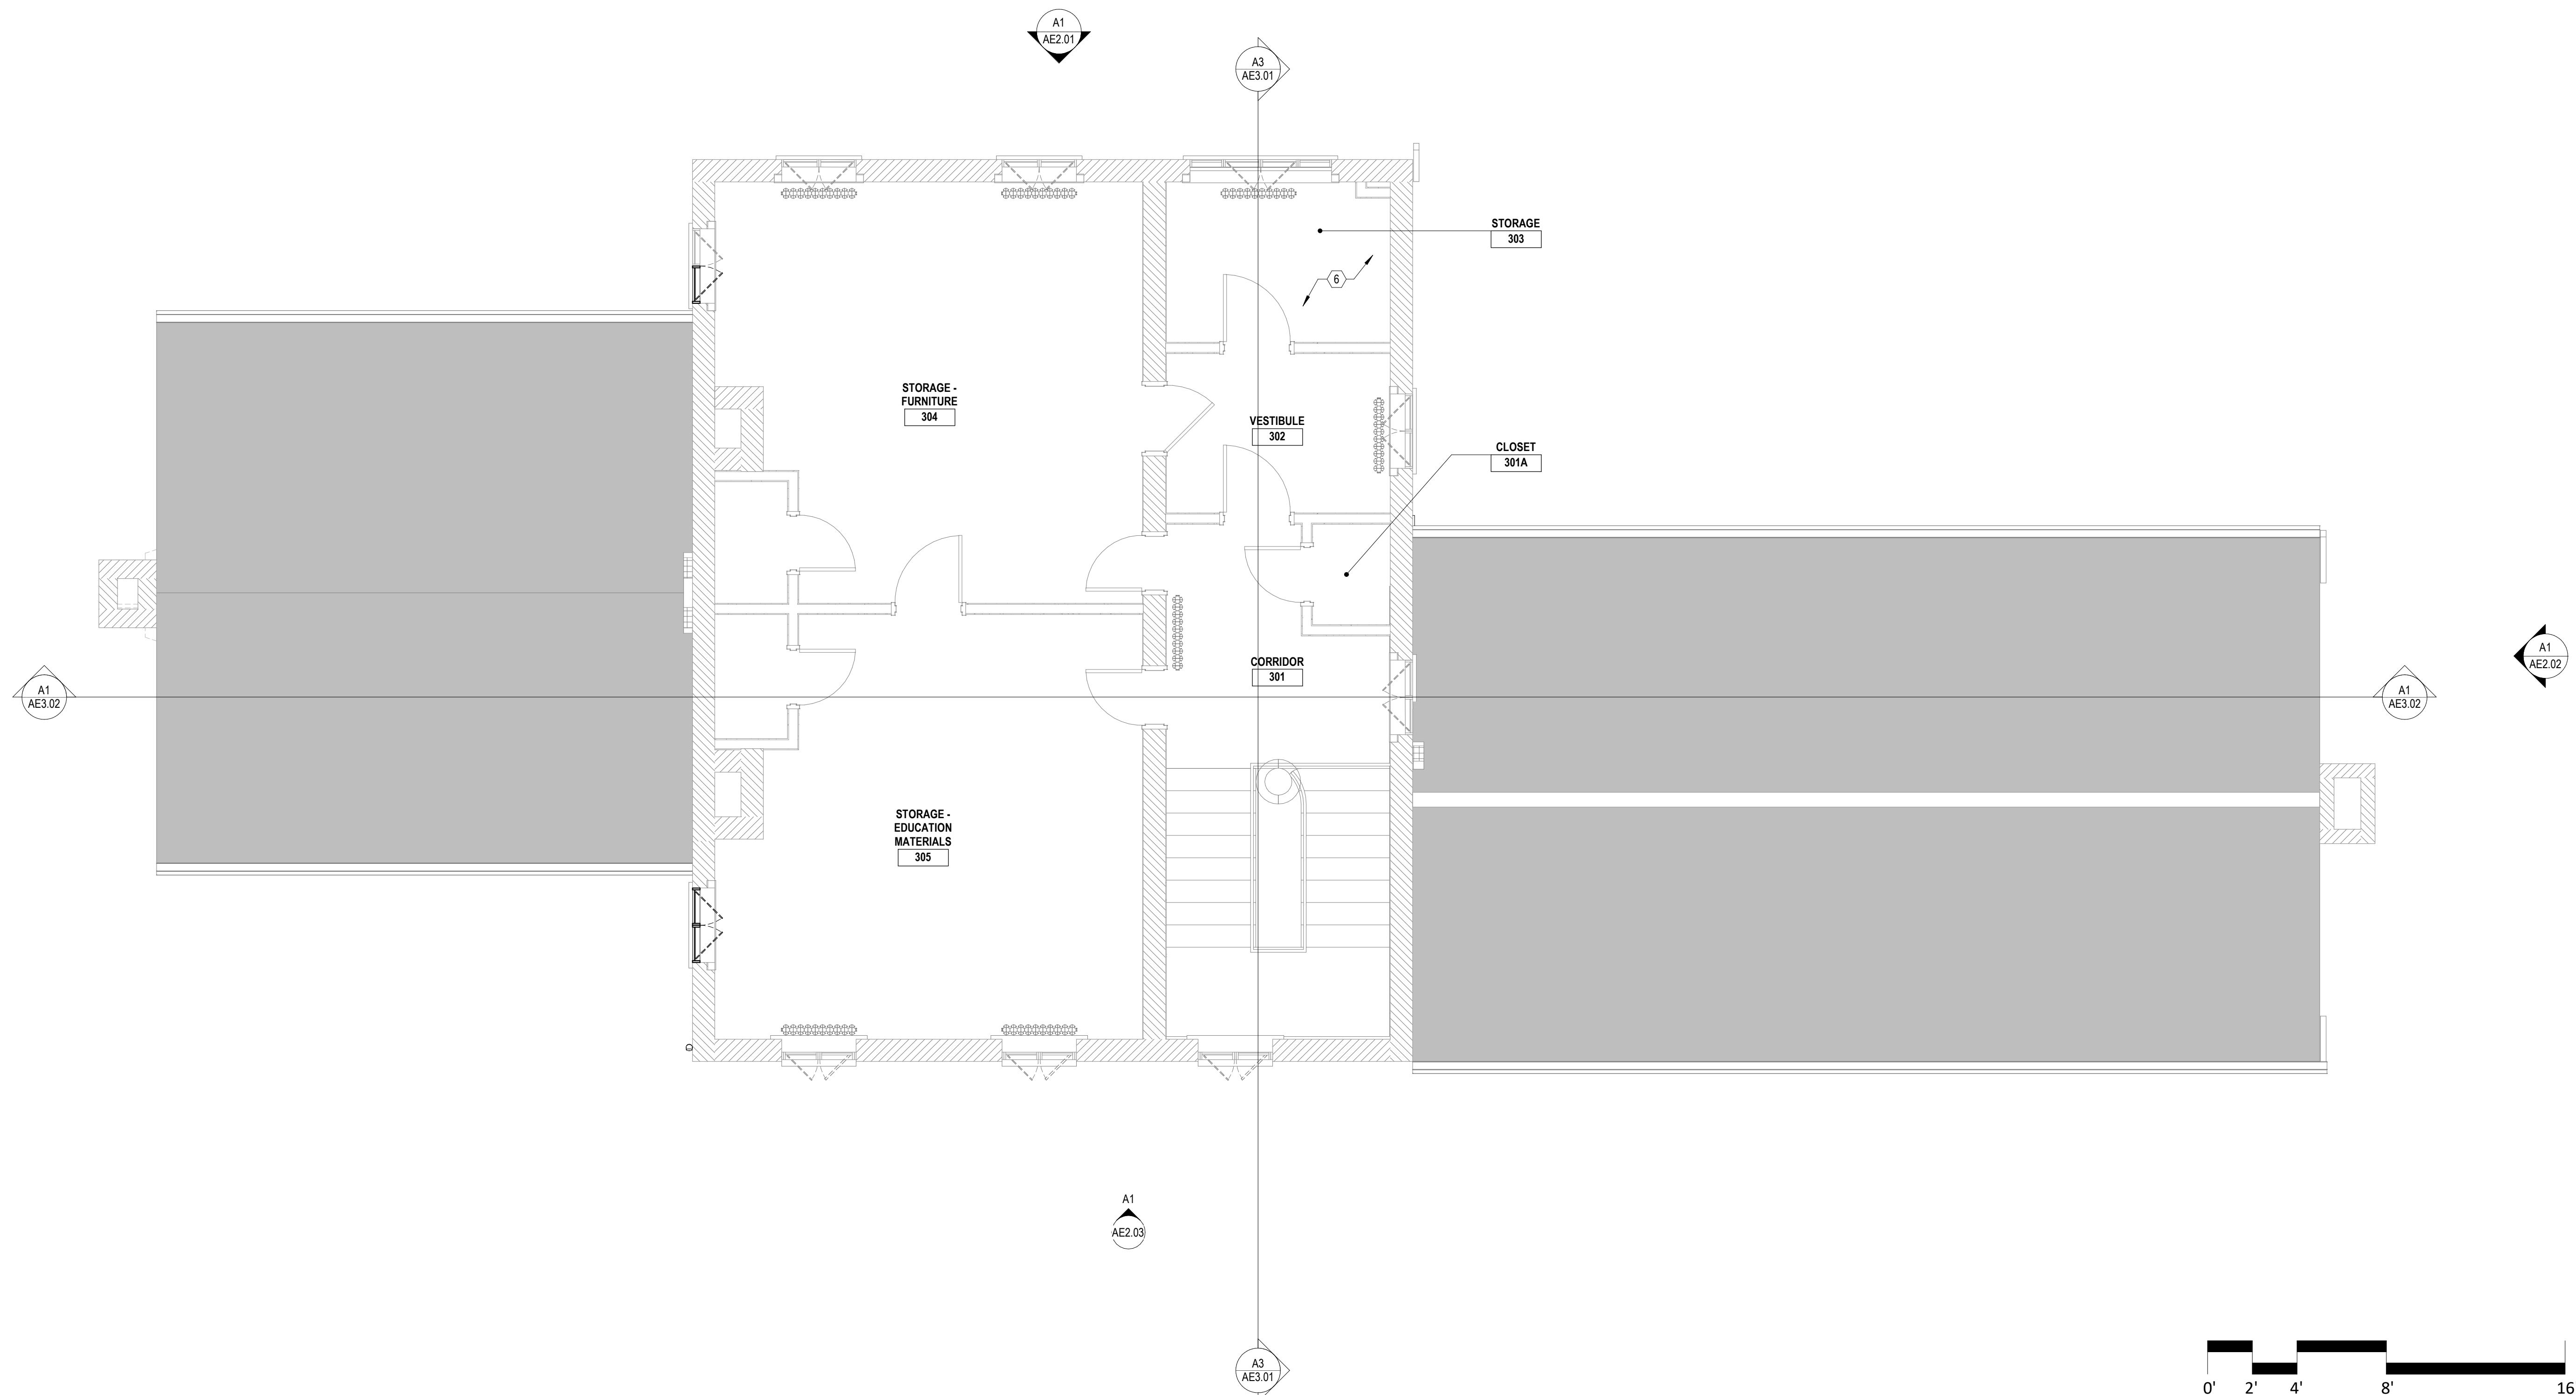 A1
AE2.01
A3
AE3.01
STORAGE
303
6
STORAGE -
FURNITURE
304
VESTIBULE
302
CLOSET
301A
A1
AE3.02
CORRIDOR
301
A1
AE3.02
A1
AE2.02
STORAGE -
EDUCATION
MATERIALS
305
A1
AE2.03
A3
AE3.01
0' 2' 4' 8' 16